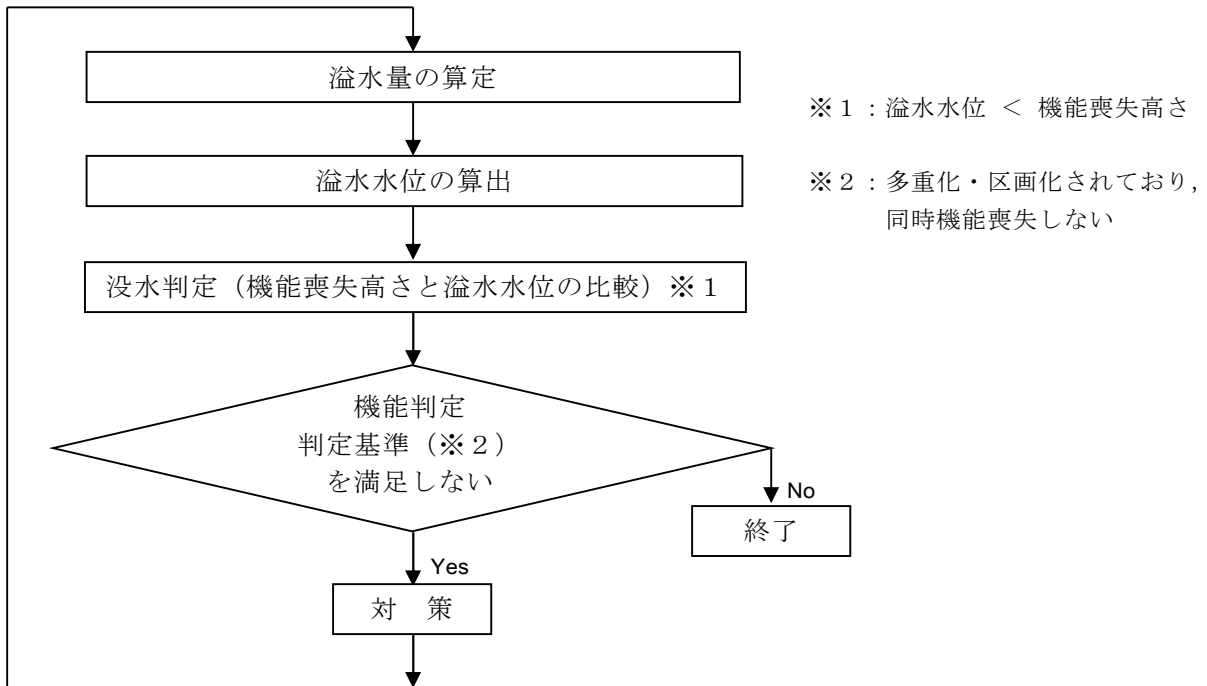 溢水量の算定
溢水水位の算出
没水判定（機能喪失高さと溢水水位の比較）※１
機能判定
判定基準（※２）
を満足しない
No
終了
Yes
対　策
※１：溢水水位 ＜ 機能喪失高さ
※２：多重化・区画化されており，
同時機能喪失しない